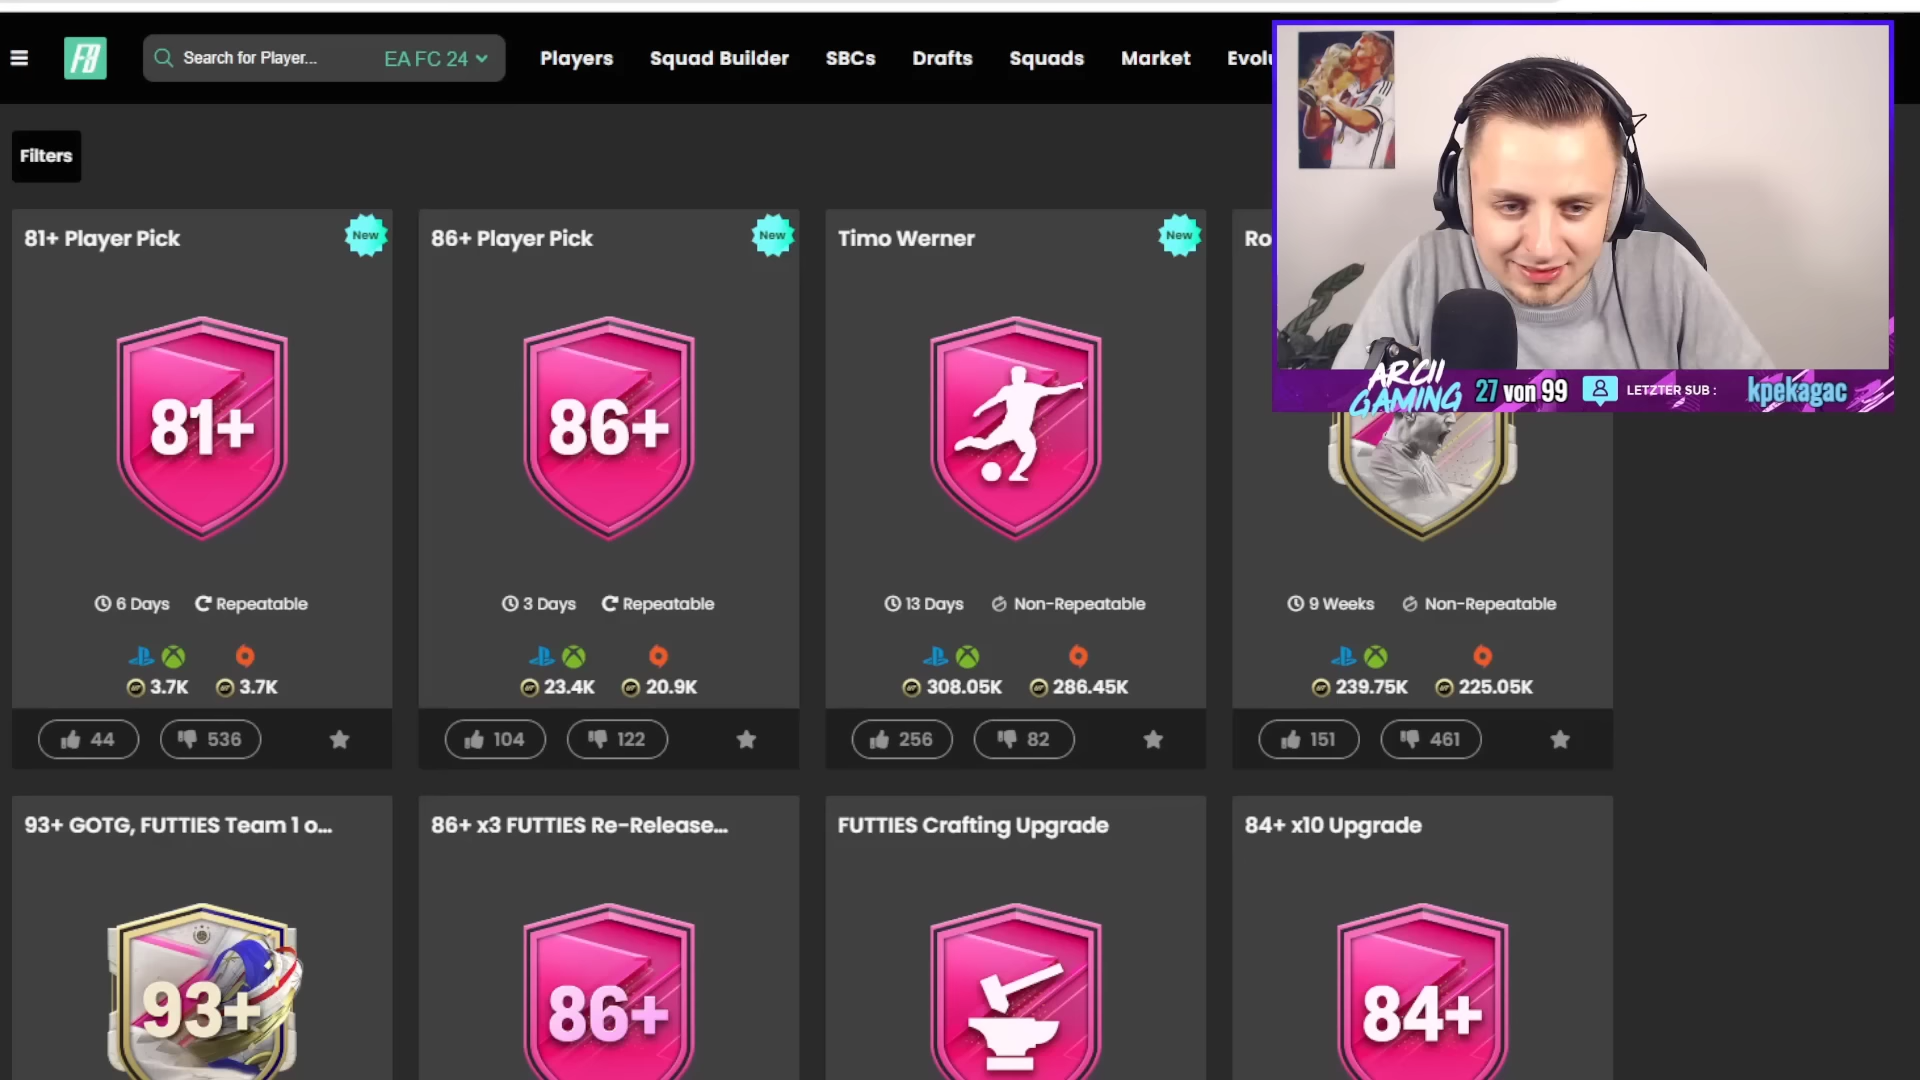 FB
Search for Player...
EA FC 24
Players
Squad Builder
SBCs
Drafts
Squads
Market
Evolu
Filters
81+ Player Pick
New
81+
6 Days
Repeatable
3.7K
3.7K
44
536
86+ Player Pick
New
86+
3 Days
Repeatable
23.4K
20.9K
104
122
Timo Werner
New
13 Days
Non-Repeatable
308.05K
286.45K
256
82
Ro
9 Weeks
Non-Repeatable
239.75K
225.05K
151
461
ARCII
GAMING
27 von 99
LETZTER SUB :
kpekagac
93+ GOTG, FUTTIES Team 1 o...
93+
86+ x3 FUTTIES Re-Release...
86+
FUTTIES Crafting Upgrade
84+ x10 Upgrade
84+